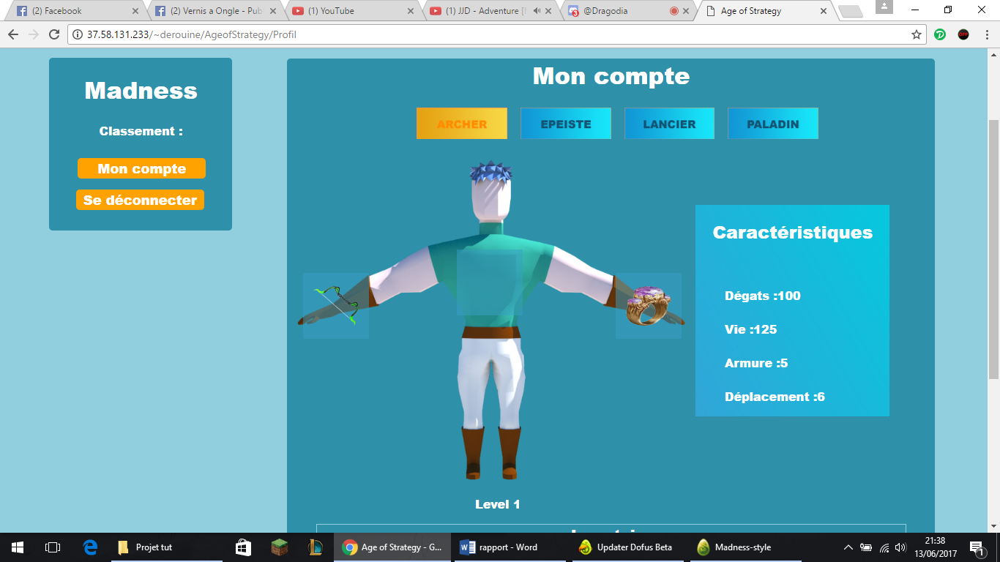 (2) Facebook
(2) Vernis a Ongle - Pub
(1) YouTube
(1) JJD - Adventure [
3
@Dragodia
Age of Strategy
37.58.131.233/~derouine/AgeofStrategy/Profil
OFF
Madness
Classement :
Mon compte
Se déconnecter
Mon compte
ARCHER
EPEISTE
LANCIER
PALADIN
Caractéristiques
Dégats :100
Vie :125
Armure :5
Déplacement :6
Level 1
Projet tut
Age of Strategy - G...
rapport - Word
Updater Dofus Beta
Madness-style
21:38
13/06/2017
1